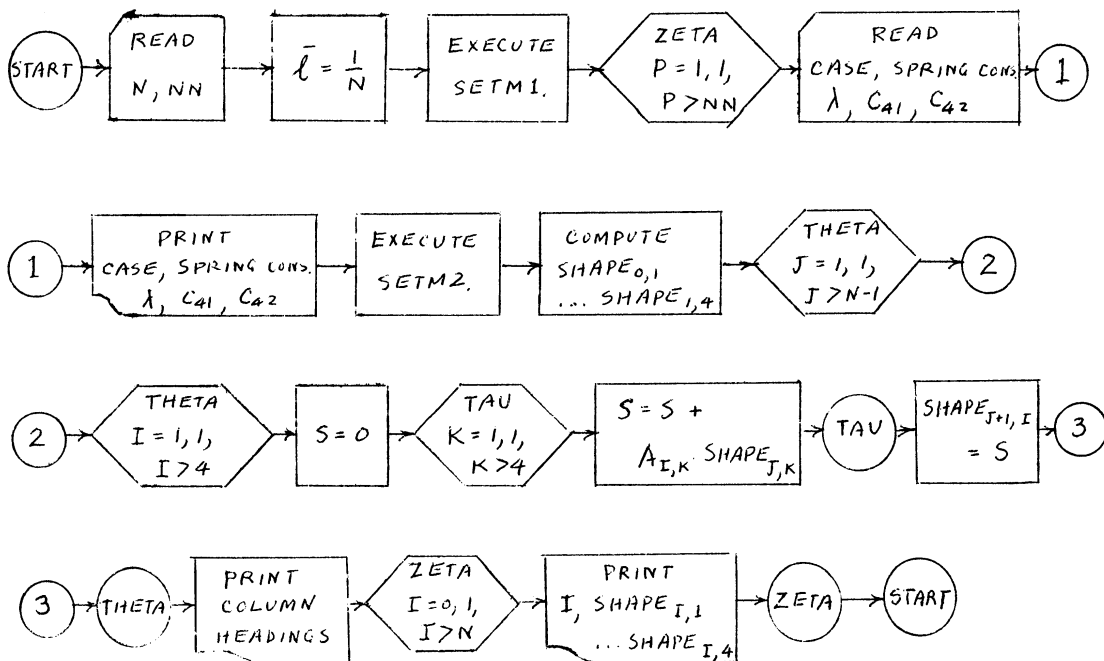 START
READ
N, NN
l̄ = 1/N
EXECUTE
SETM1.
ZETA
P = 1, 1,
P > NN
READ
CASE, SPRING CONS.
λ, C41, C42
1
1
PRINT
CASE, SPRING CONS.
λ, C41, C42
EXECUTE
SETM2.
COMPUTE
SHAPE0,1
... SHAPE1,4
THETA
J = 1, 1,
J > N-1
2
2
THETA
I = 1, 1,
I > 4
S = 0
TAU
K = 1, 1,
K > 4
S = S +
AI,K · SHAPEJ,K
TAU
SHAPEJ+1, I
= S
3
3
THETA
PRINT
COLUMN
HEADINGS
ZETA
I = 0, 1,
I > N
PRINT
I, SHAPEI,1
... SHAPEI,4
ZETA
START